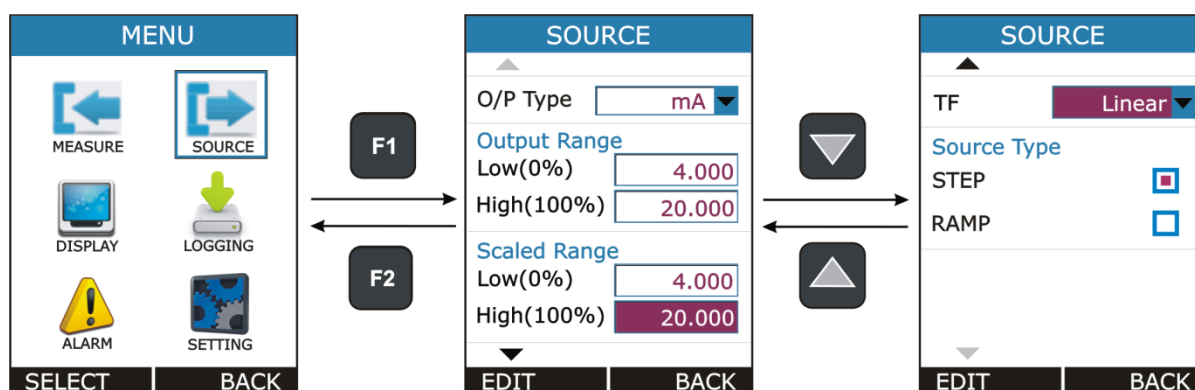 MENU
MEASURE
SOURCE
DISPLAY
LOGGING
ALARM
SETTING
SELECT BACK
F1
F2
SOURCE
O/P Type mA
Output Range
Low(0%) 4.000
High(100%) 20.000
Scaled Range
Low(0%) 4.000
High(100%) 20.000
EDIT BACK
SOURCE
TF Linear
Source Type
STEP
RAMP
EDIT BACK